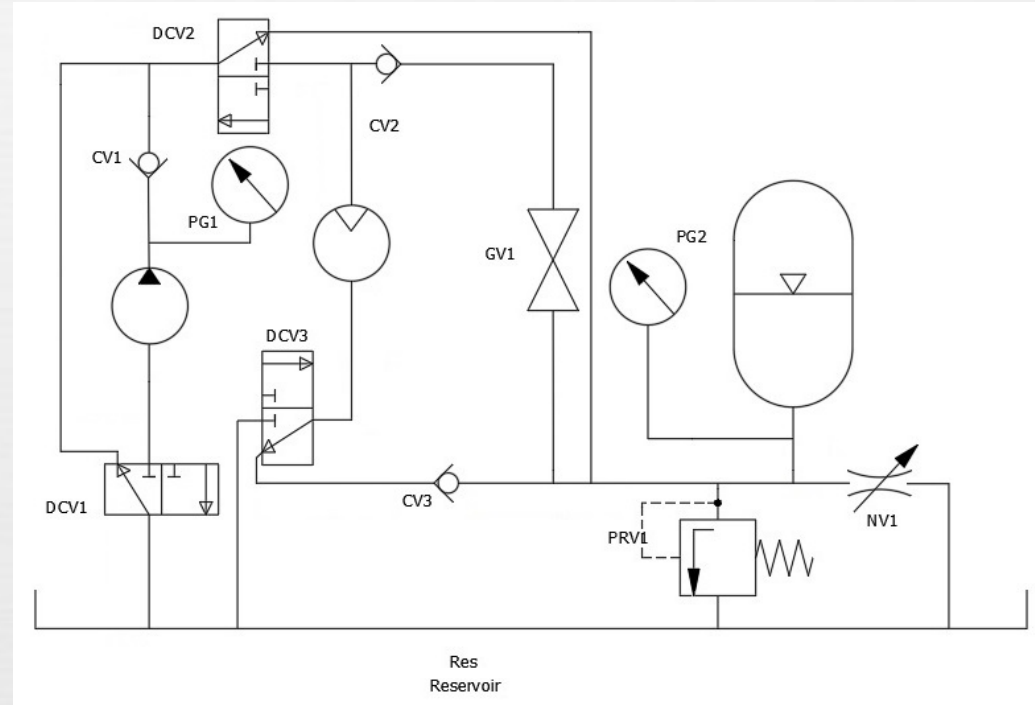 DCV2
CV2
CV1
PG1
PG2
GV1
DCV3
CV3
DCV1
NV1
PRV1
Res
Reservoir